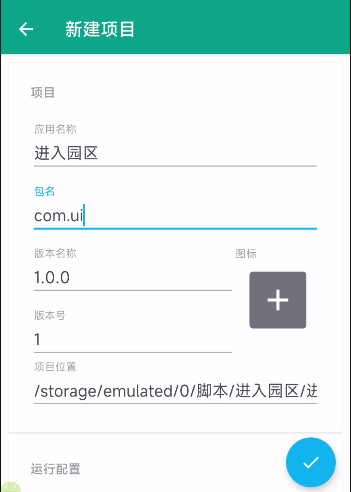 新建项目
项目
应用名称
进入园区
包名
com.ui
版本名称
图标
1.0.0
版本号
1
项目位置
/storage/emulated/0/脚本/进入园区/进
运行配置